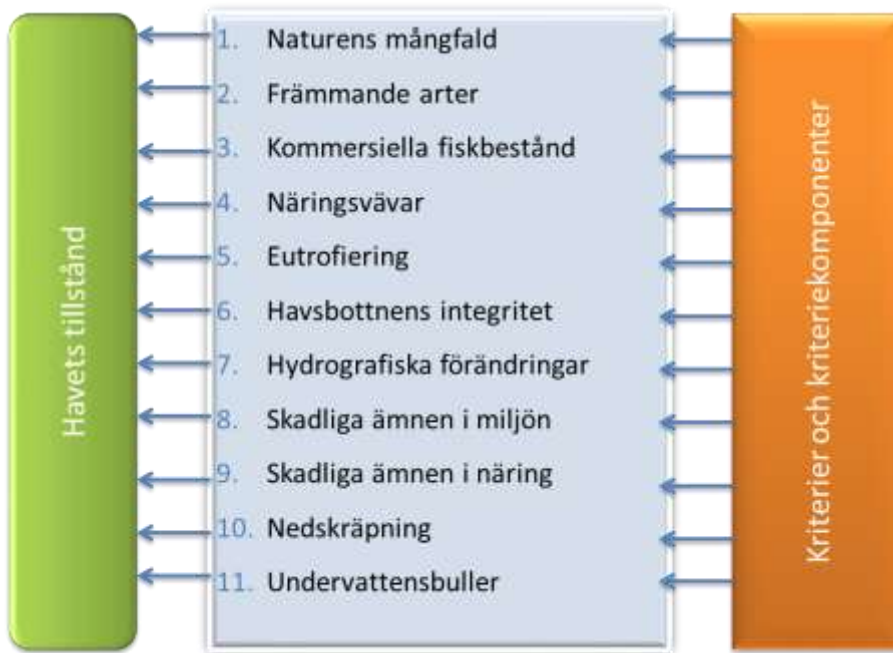 Havets tillstånd
1. Naturens mångfald
2. Främmande arter
3. Kommersiella fiskbestånd
4. Näringsvävar
5. Eutrofiering
6. Havsbottnens integritet
7. Hydrografiska förändringar
8. Skadliga ämnen i miljön
9. Skadliga ämnen i näring
10. Nedskräpning
11. Undervattensbuller
Kriterier och kriteriekomponenter